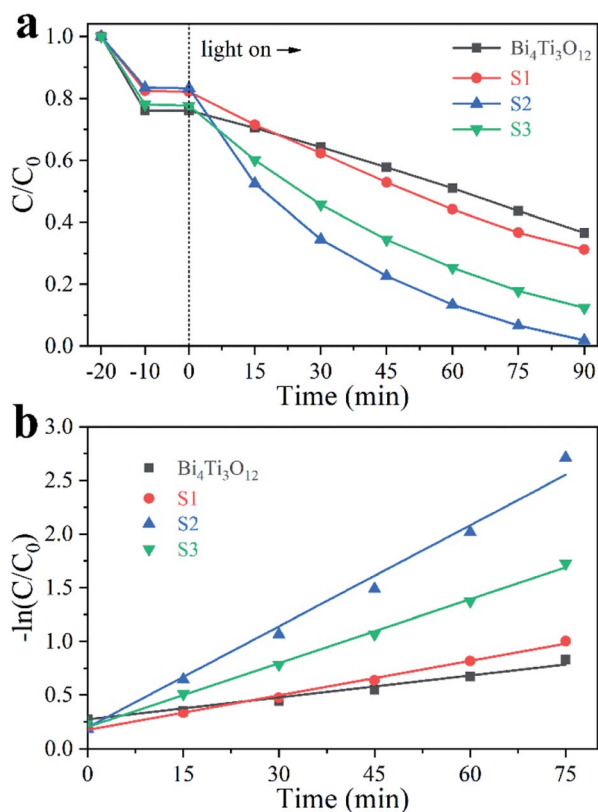 a
1.0
0.8
0.6
0.4
0.2
0.0
C/C₀
light on →
Bi₄Ti₃O₁₂
S1
S2
S3
-20 -10 0 15 30 45 60 75 90
Time (min)
b
3.0
2.5
2.0
1.5
1.0
0.5
0.0
-ln(C/C₀)
Bi₄Ti₃O₁₂
S1
S2
S3
0 15 30 45 60 75
Time (min)